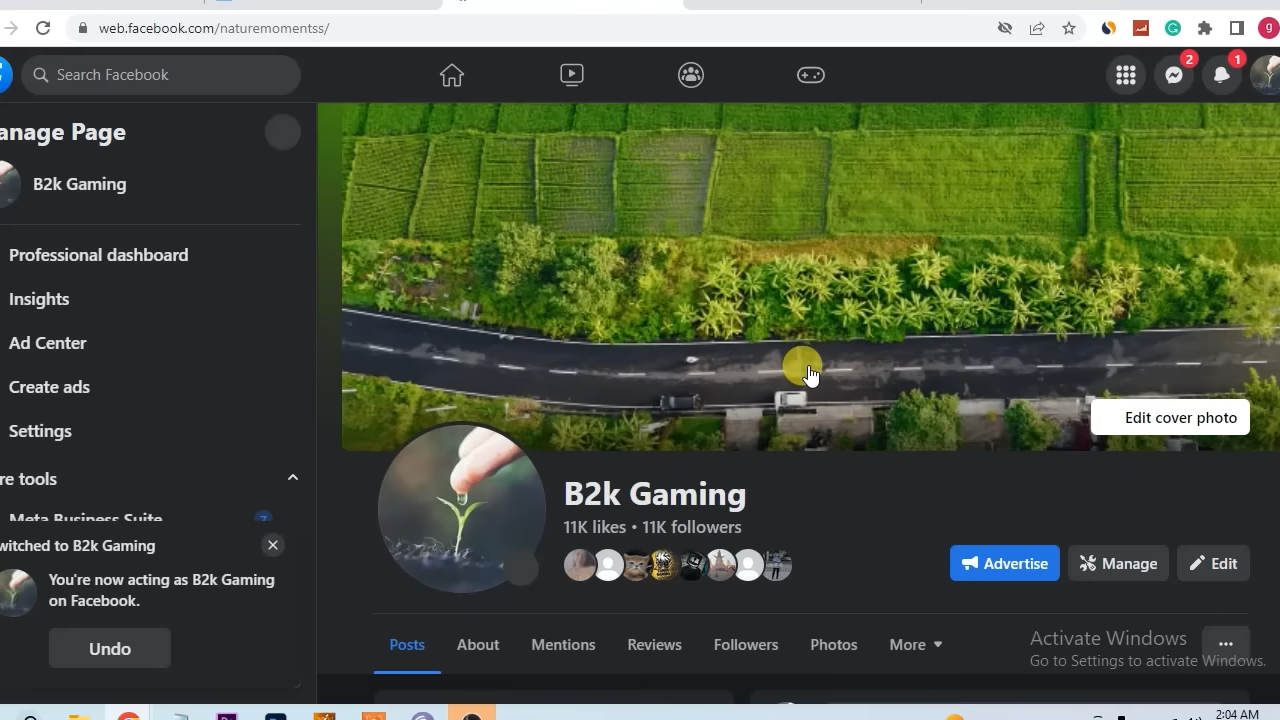 web.facebook.com/naturemomentss/
g
Search Facebook
2
1
anage Page
B2k Gaming
Professional dashboard
Insights
Ad Center
Create ads
Settings
re tools
Meta Business Suite
7
witched to B2k Gaming
You're now acting as B2k Gaming
on Facebook.
Undo
Edit cover photo
B2k Gaming
11K likes • 11K followers
Advertise
Manage
Edit
Posts
About
Mentions
Reviews
Followers
Photos
More
Activate Windows
Go to Settings to activate Windows.
2:04 AM